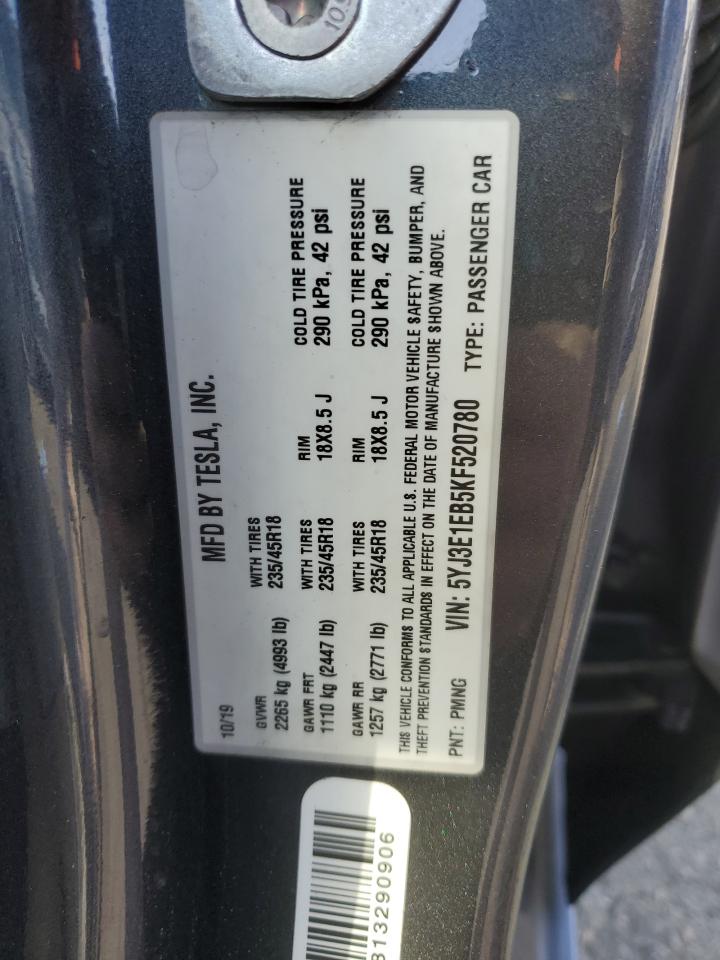 10/19 MFD BY TESLA, INC.
GVWR WITH TIRES
2265 kg (4993 lb) 235/45R18
GAWR FRT RIM COLD TIRE PRESSURE
1110 kg (2447 lb) 235/45R18 18X8.5 J 290 kPa, 42 psi
GAWR RR RIM COLD TIRE PRESSURE
1257 kg (2771 lb) 235/45R18 18X8.5 J 290 kPa, 42 psi
THIS VEHICLE CONFORMS TO ALL APPLICABLE U.S. FEDERAL MOTOR VEHICLE SAFETY, BUMPER, AND
THEFT PREVENTION STANDARDS IN EFFECT ON THE DATE OF MANUFACTURE SHOWN ABOVE.
PNT: PMNG VIN: 5YJ3E1EB5KF520780 TYPE: PASSENGER CAR
813290906